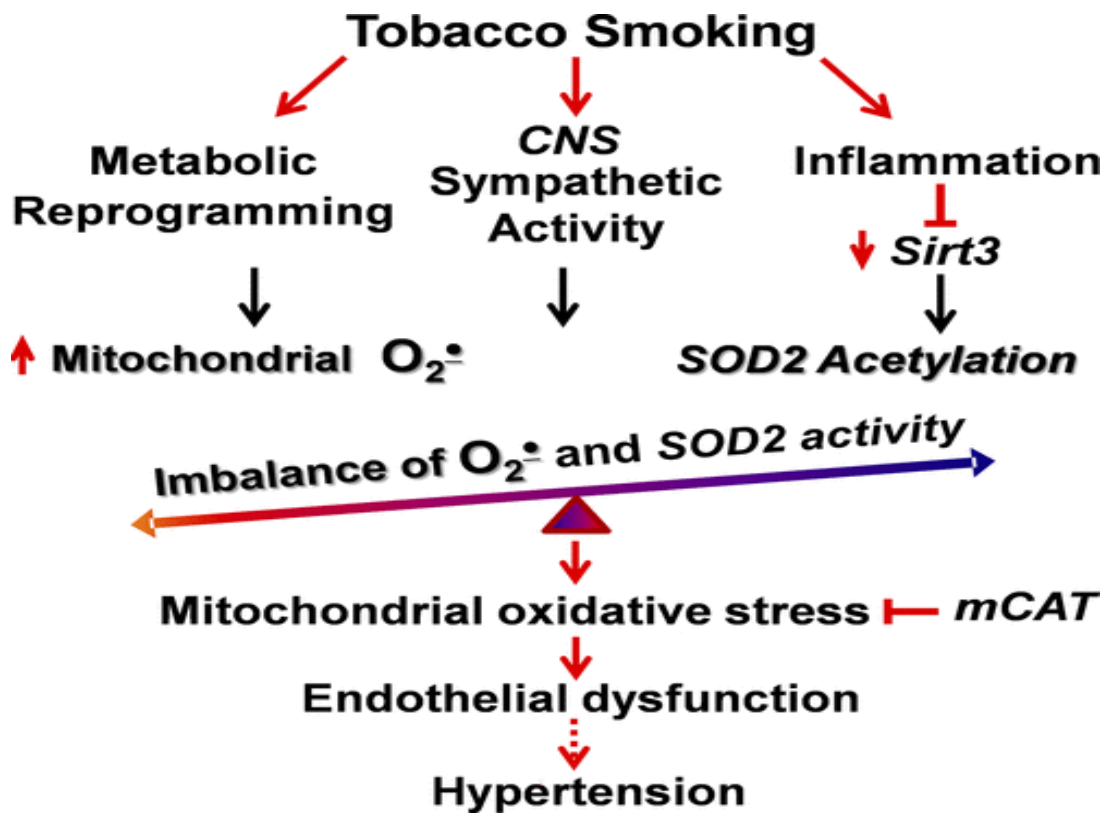 Tobacco Smoking
Metabolic
Reprogramming
CNS
Sympathetic
Activity
Inflammation
Sirt3
Mitochondrial O₂•̲
SOD2 Acetylation
Imbalance of O₂•̲ and SOD2 activity
Mitochondrial oxidative stress
mCAT
Endothelial dysfunction
Hypertension